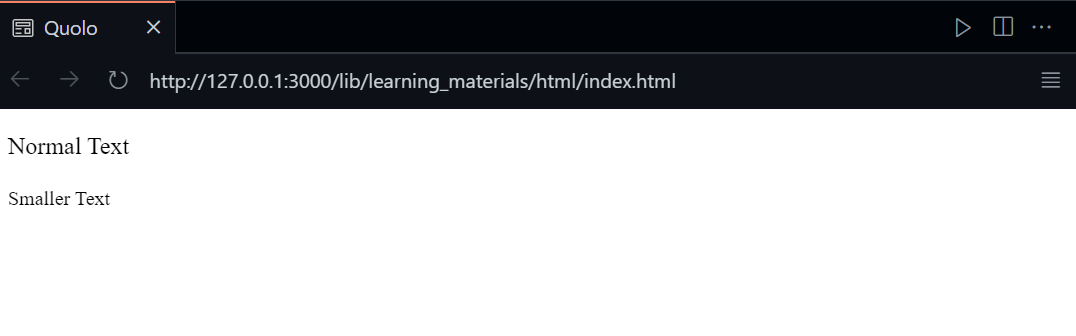 Quolo
http://127.0.0.1:3000/lib/learning_materials/html/index.html
Normal Text
Smaller Text